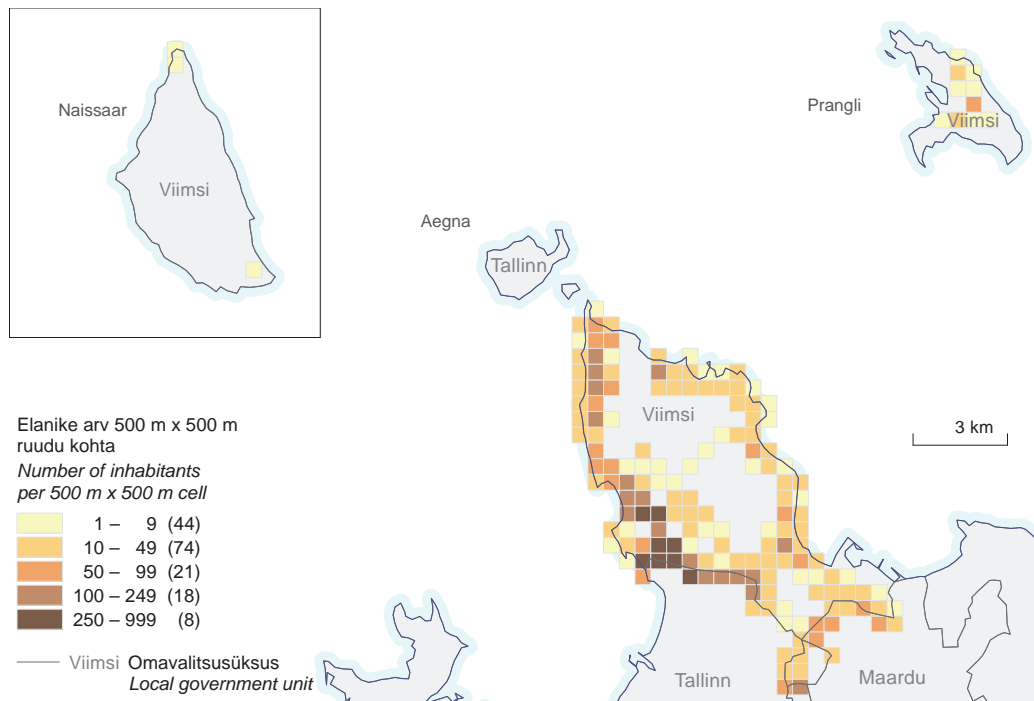 Naissaar
Viimsi
Prangli
Viimsi
Aegna
Tallinn
Viimsi
3 km
Elanike arv 500 m x 500 m
ruudu kohta
Number of inhabitants
per 500 m x 500 m cell
1 – 9 (44)
10 – 49 (74)
50 – 99 (21)
100 – 249 (18)
250 – 999 (8)
Viimsi Omavalitsusüksus
Local government unit
Tallinn
Maardu